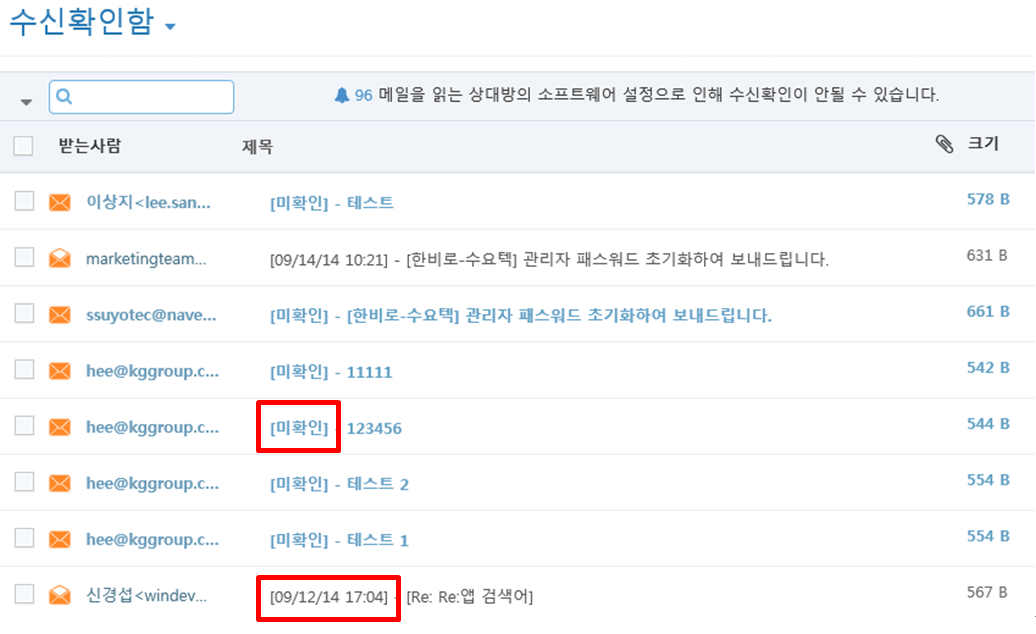 수신확인함
96 메일을 읽는 상대방의 소프트웨어 설정으로 인해 수신확인이 안될 수 있습니다.
받는사람 제목 크기
이상지<lee.san... [미확인] - 테스트 578 B
marketingteam... [09/14/14 10:21] - [한비로-수요텍] 관리자 패스워드 초기화하여 보내드립니다. 631 B
ssuyotec@nave... [미확인] - [한비로-수요텍] 관리자 패스워드 초기화하여 보내드립니다. 661 B
hee@kggroup.c... [미확인] - 11111 542 B
hee@kggroup.c... [미확인] - 123456 544 B
hee@kggroup.c... [미확인] - 테스트 2 554 B
hee@kggroup.c... [미확인] - 테스트 1 554 B
신경섭<windev... [09/12/14 17:04] - [Re: Re:앱 검색어] 567 B